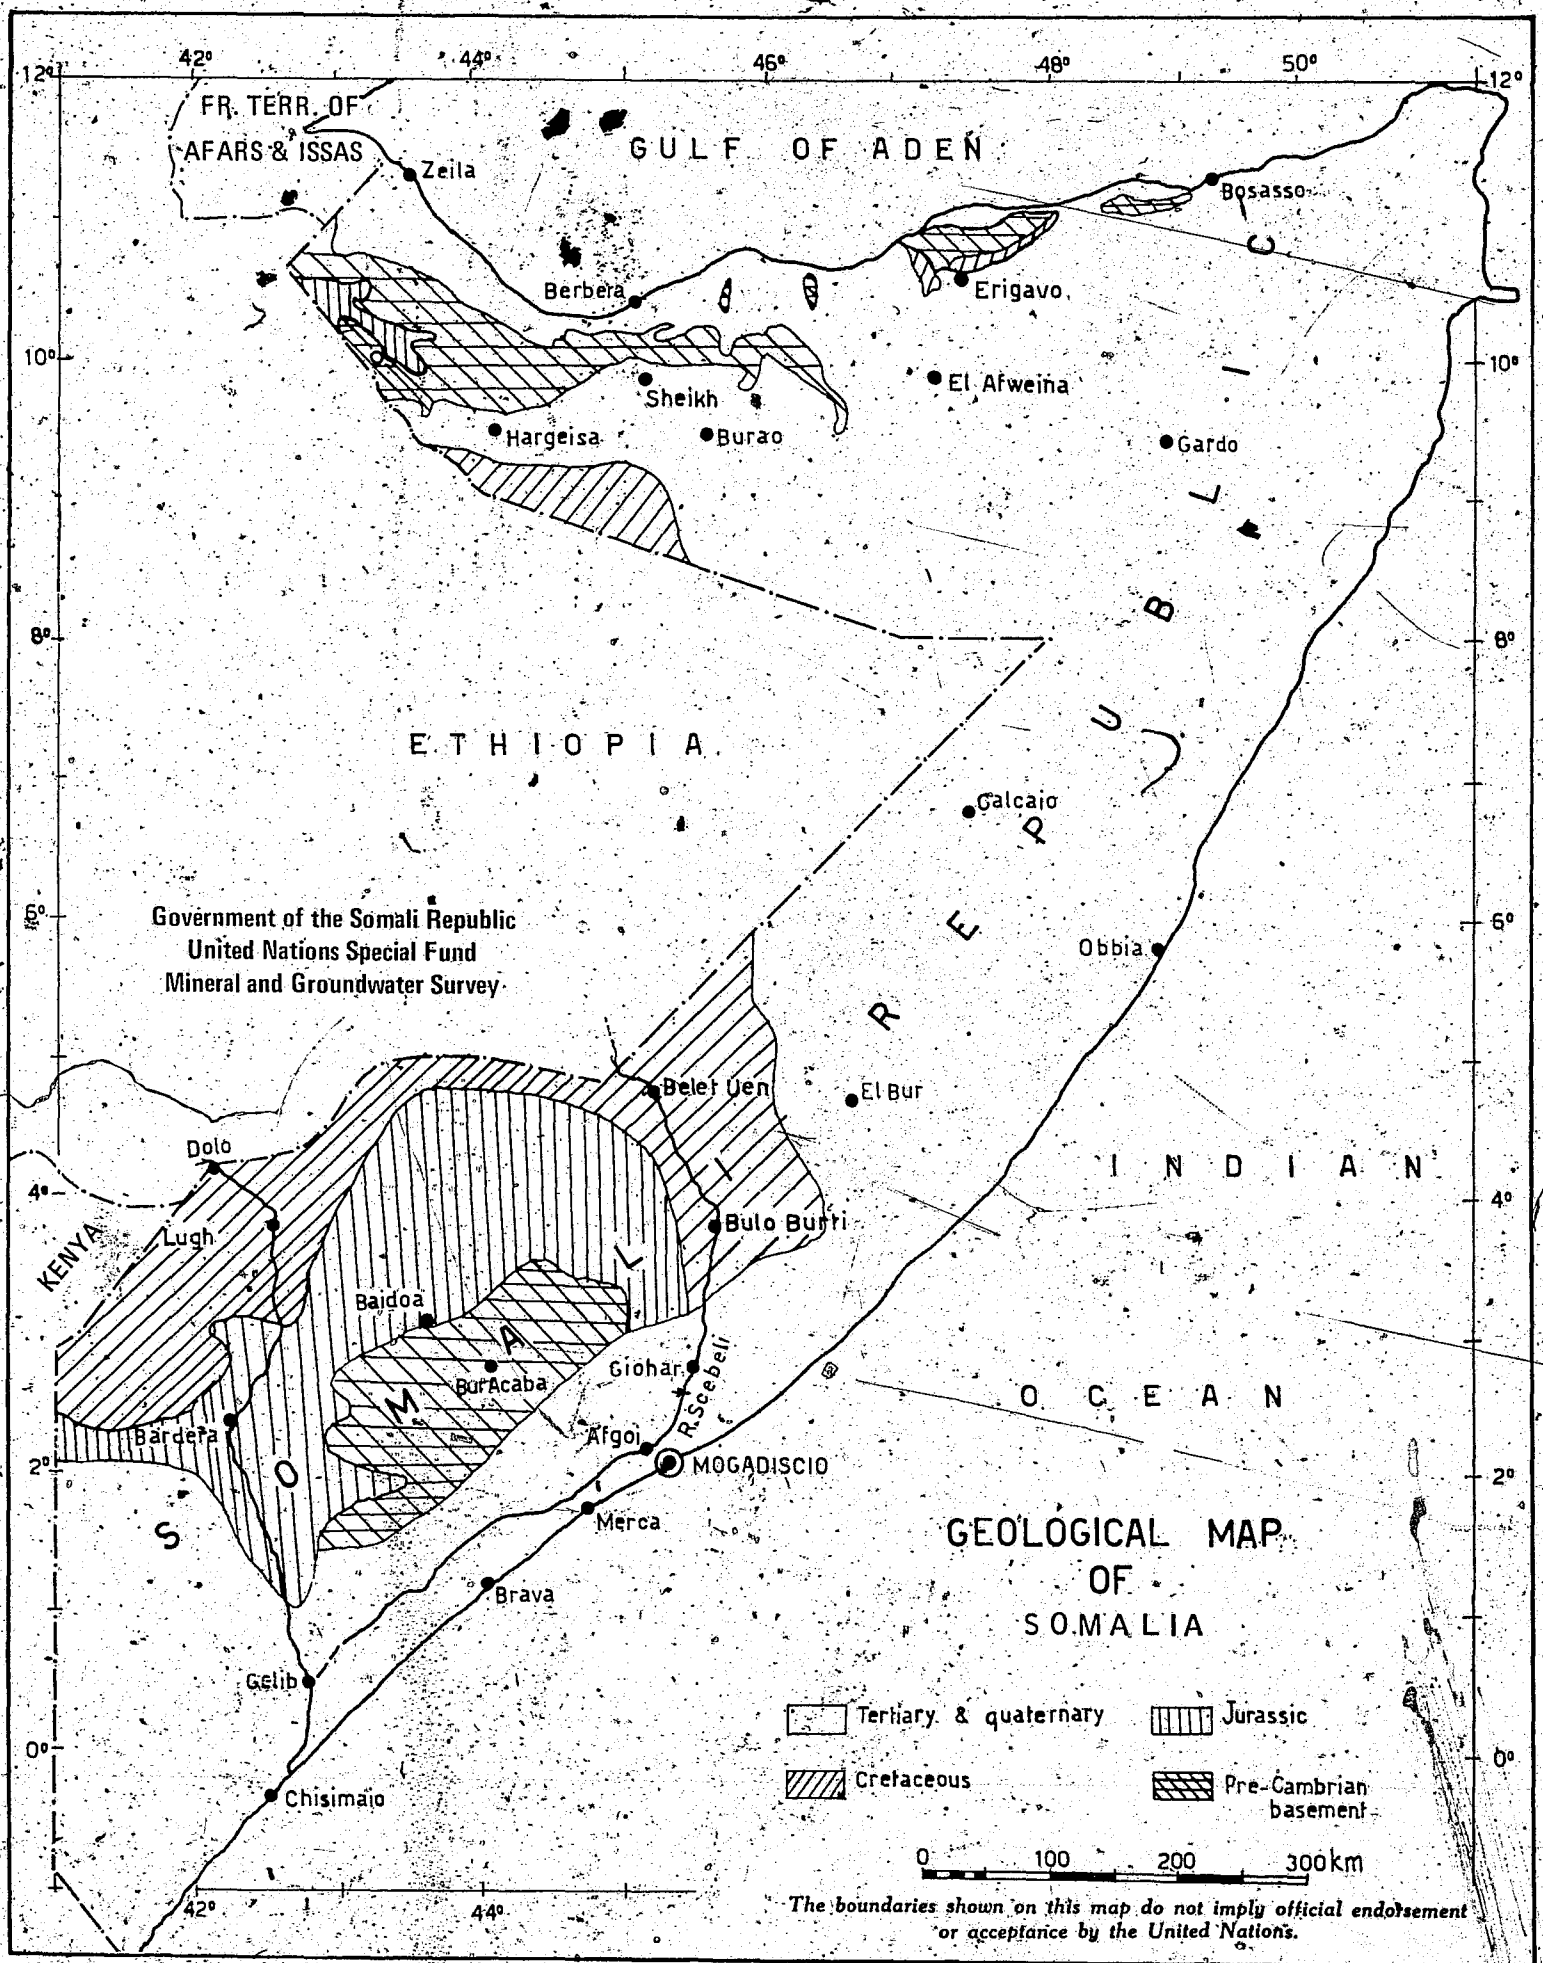 42° 44° 46° 48° 50°
12° 12°
FR. TERR. OF
AFARS & ISSAS
GULF OF ADEN
Zeila
Bosasso
Berbera
Erigavo
10° 10°
Sheikh
El Afweina
Hargeisa
Burao
Gardo
8° 8°
ETHIOPIA
Galcaio
6° 6°
Government of the Somali Republic
United Nations Special Fund
Mineral and Groundwater Survey
Obbia
Belet Uen
El Bur
Dolo
INDIAN
4° 4°
Lugh
Bulo Burti
KENYA
Baidoa
Giohar
Bur Acaba
R. Scebeli
OCEAN
Bardera
Afgoi
2° 2°
MOGADISCIO
SOMALI REPUBLIC
Merca
Brava
GEOLOGICAL MAP
OF
SOMALIA
Gelib
Tertiary & quaternary
Jurassic
0° 0°
Cretaceous
Pre-Cambrian
basement
Chisimaio
0 100 200 300km
42° 44°
The boundaries shown on this map do not imply official endorsement
or acceptance by the United Nations.